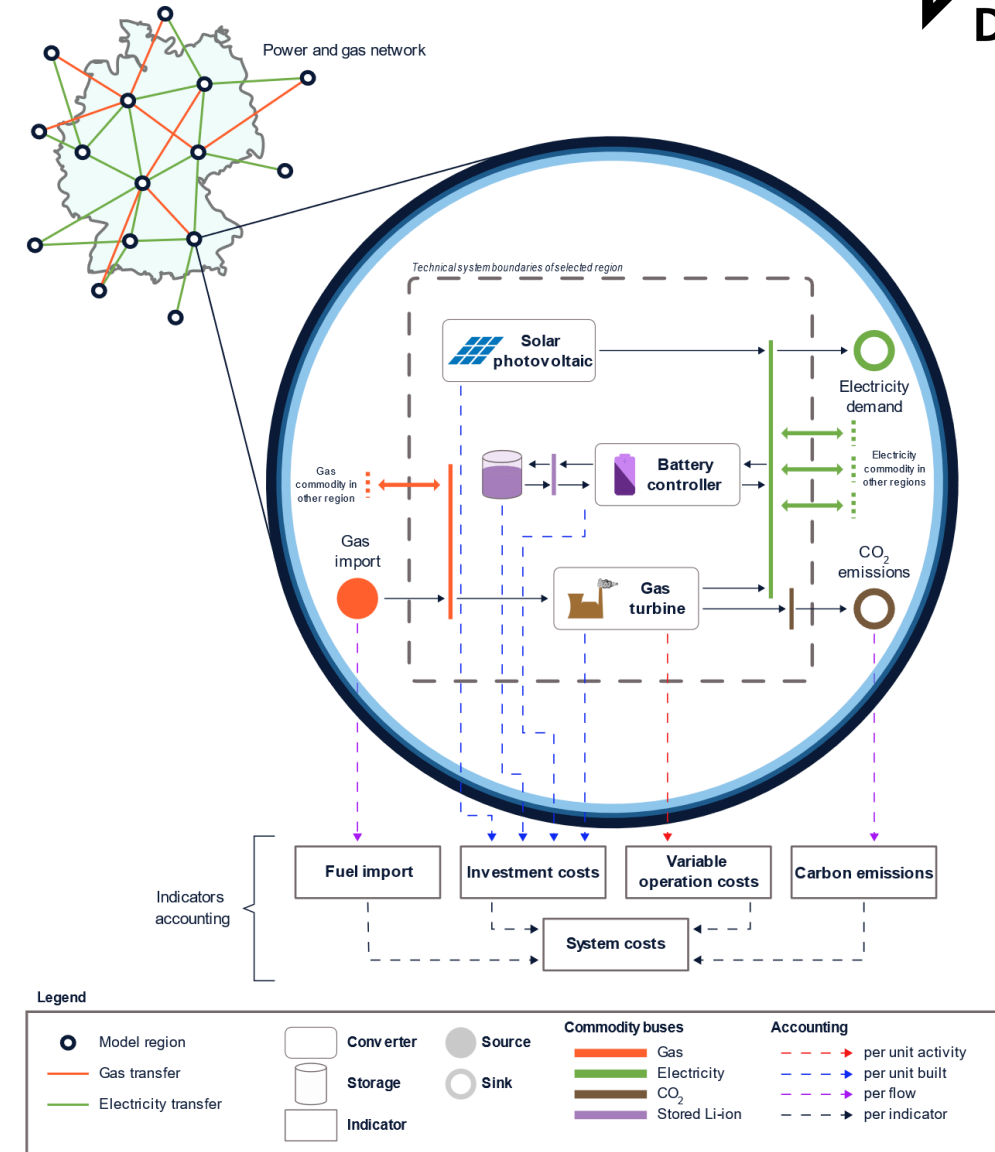 D
Power and gas network
Technical system boundaries of selected region
Solar
photovoltaic
Electricity
demand
Gas
commodity in
other region
Battery
controller
Electricity
commodity in
other regions
Gas
import
CO2
emissions
Gas
turbine
Indicators
accounting
Fuel import
Investment costs
Variable
operation costs
Carbon emissions
System costs
Legend
Model region
Gas transfer
Electricity transfer
Converter
Storage
Indicator
Source
Sink
Commodity buses
Gas
Electricity
CO2
Stored Li-ion
Accounting
per unit activity
per unit built
per flow
per indicator